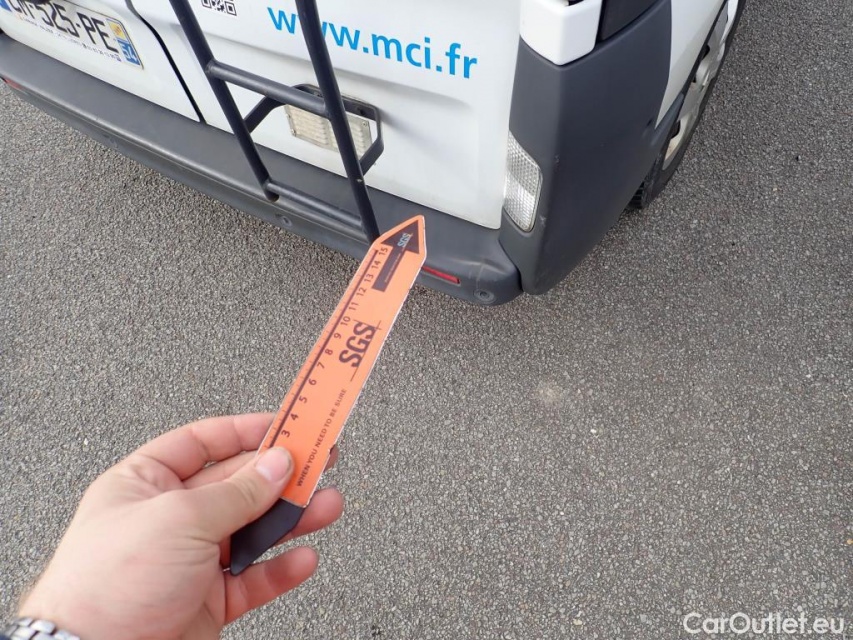 325-PE
www.mci.fr
SGS
3 4 5 6 7 8 9 10 11 12 13 14 15
SGS
WHEN YOU NEED TO BE SURE
CarOutlet.eu